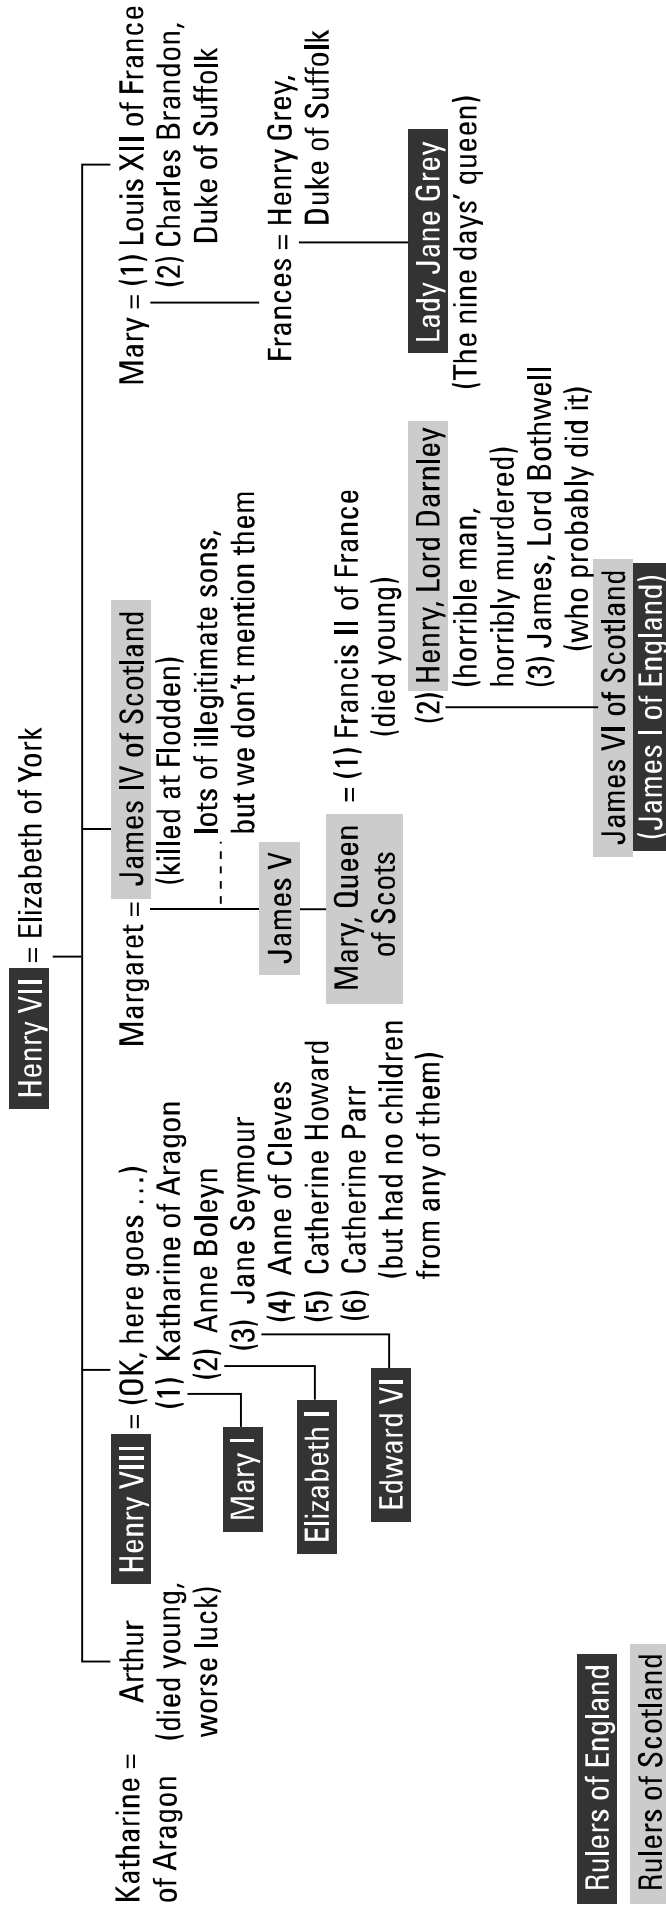 Henry VII = Elizabeth of York
Katharine =
of Aragon
Arthur
(died young,
worse luck)
Henry VIII = (OK, here goes …)
(1) Katharine of Aragon
(2) Anne Boleyn
(3) Jane Seymour
(4) Anne of Cleves
(5) Catherine Howard
(6) Catherine Parr
(but had no children
from any of them)
Mary I
Elizabeth I
Edward VI
Margaret = James IV of Scotland
(killed at Flodden)
lots of illegitimate sons,
but we don't mention them
James V
Mary, Queen
of Scots
= (1) Francis II of France
(died young)
(2) Henry, Lord Darnley
(horrible man,
horribly murdered)
(3) James, Lord Bothwell
(who probably did it)
James VI of Scotland
(James I of England)
Mary = (1) Louis XII of France
(2) Charles Brandon,
Duke of Suffolk
Frances = Henry Grey,
Duke of Suffolk
Lady Jane Grey
(The nine days' queen)
Rulers of England
Rulers of Scotland